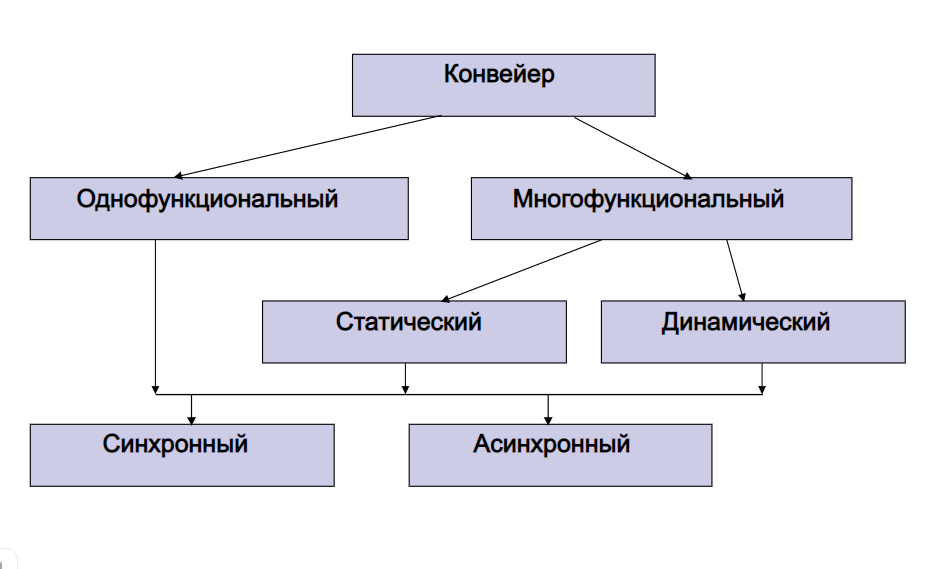 Конвейер
Однофункциональный
Многофункциональный
Статический
Динамический
Синхронный
Асинхронный